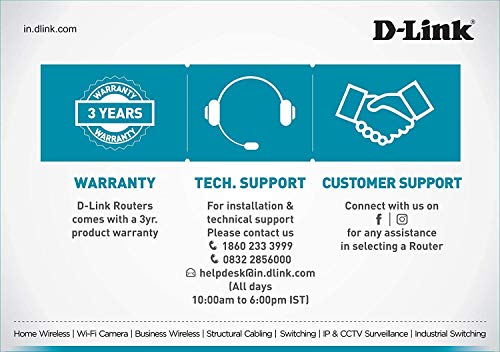 in.dlink.com
D-Link®
WARRANTY
3 YEARS
WARRANTY
WARRANTY
D-Link Routers
comes with a 3yr.
product warranty
TECH. SUPPORT
For installation &
technical support
Please contact us
1860 233 3999
0832 2856000
helpdesk@in.dlink.com
(All days
10:00am to 6:00pm IST)
CUSTOMER SUPPORT
Connect with us on
f |
for any assistance
in selecting a Router
Home Wireless | Wi-Fi Camera | Business Wireless | Structural Cabling | Switching | IP & CCTV Surveillance | Industrial Switching